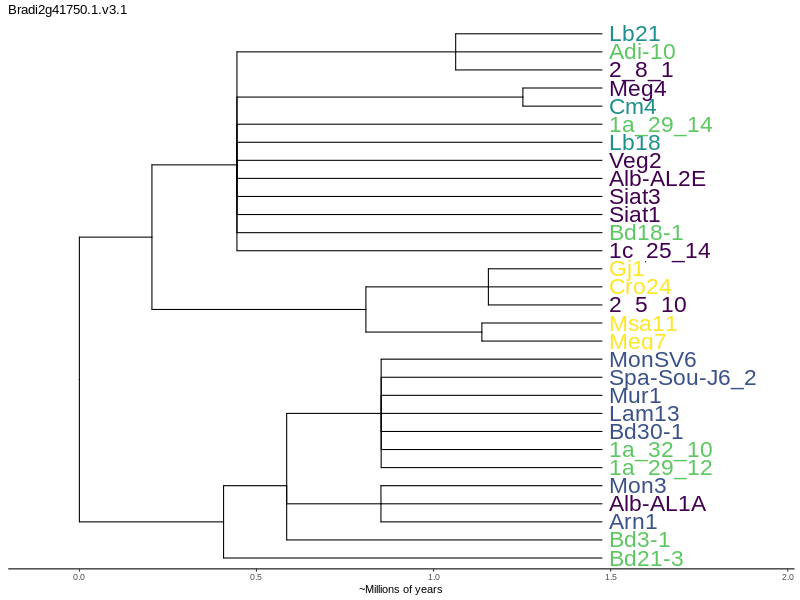 Bradi2g41750.1.v3.1
Lb21
Adi-10
2_8_1
Meg4
Cm4
1a_29_14
Lb18
Veg2
Alb-AL2E
Siat3
Siat1
Bd18-1
1c_25_14
Gj1
Cro24
2_5_10
Msa11
Meg7
MonSV6
Spa-Sou-J6_2
Mur1
Lam13
Bd30-1
1a_32_10
1a_29_12
Mon3
Alb-AL1A
Arn1
Bd3-1
Bd21-3
0.0 0.5 1.0 1.5 2.0
~Millions of years